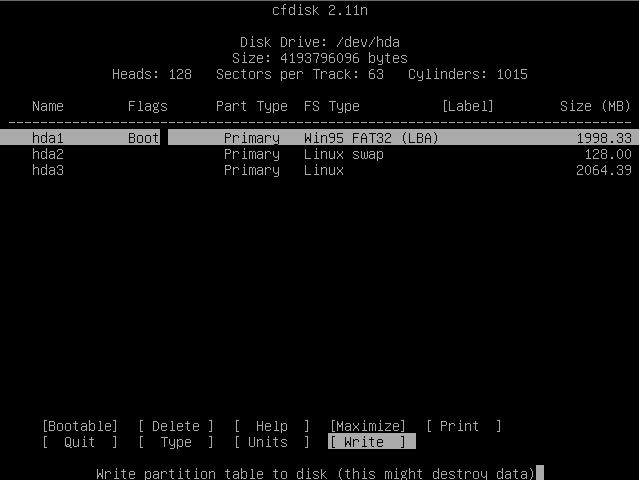 cfdisk 2.11n
Disk Drive: /dev/hda
Size: 4193796096 bytes
Heads: 128   Sectors per Track: 63   Cylinders: 1015
Name        Flags      Part Type  FS Type          [Label]        Size (MB)
------------------------------------------------------------------------------
hda1        Boot        Primary   Win95 FAT32 (LBA)                 1998.33
hda2                    Primary   Linux swap                         128.00
hda3                    Primary   Linux                             2064.39
[Bootable]  [ Delete ]  [  Help  ]  [Maximize]  [ Print  ]
[  Quit  ]  [  Type  ]  [ Units  ]  [ Write  ]
Write partition table to disk (this might destroy data)